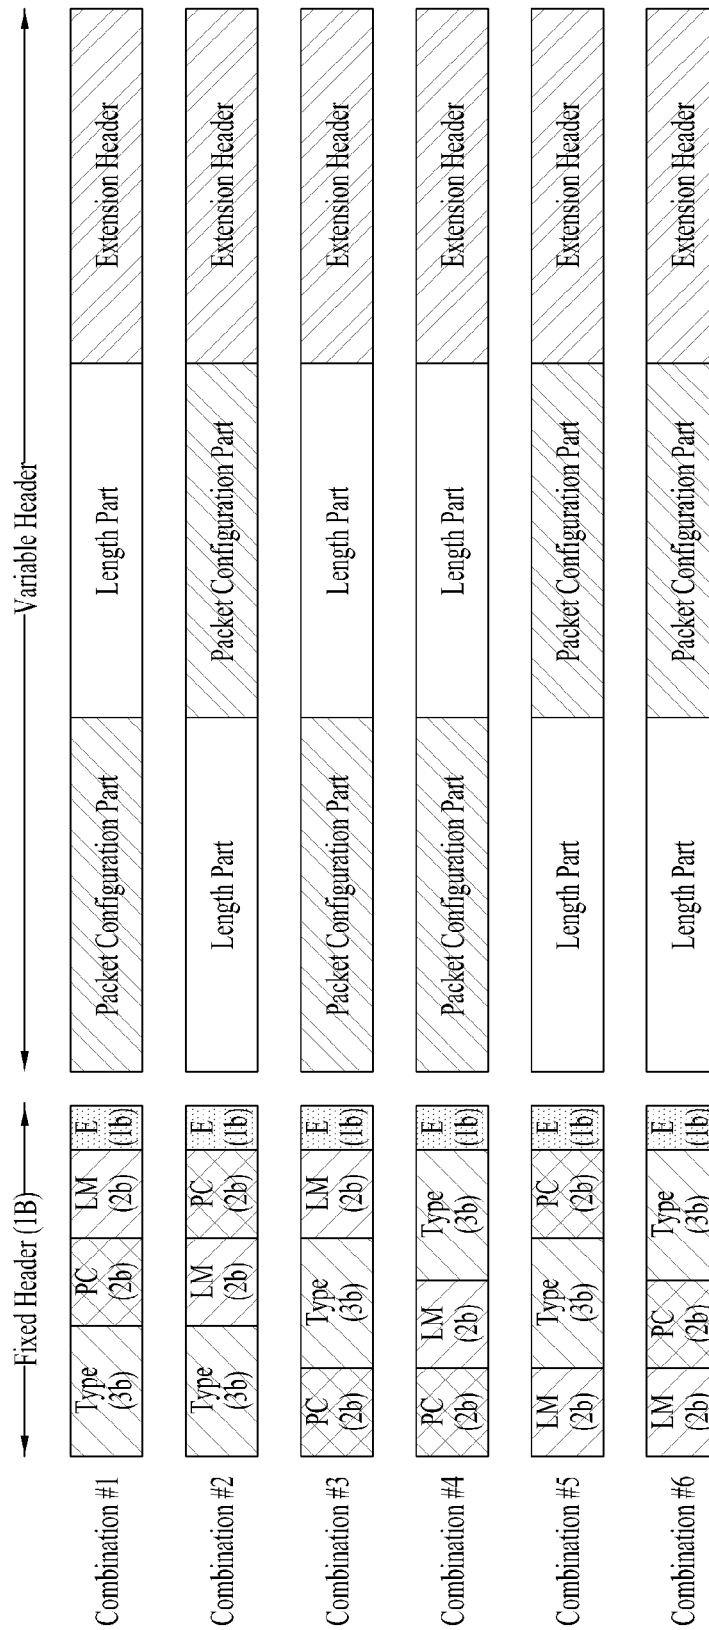 Fixed Header (1B)
Variable Header
Combination #1
Type
(3b)
PC
(2b)
LM
(2b)
E
(1b)
Packet Configuration Part
Length Part
Extension Header
Combination #2
Type
(3b)
LM
(2b)
PC
(2b)
E
(1b)
Length Part
Packet Configuration Part
Extension Header
Combination #3
PC
(2b)
Type
(3b)
LM
(2b)
E
(1b)
Packet Configuration Part
Length Part
Extension Header
Combination #4
PC
(2b)
LM
(2b)
Type
(3b)
E
(1b)
Packet Configuration Part
Length Part
Extension Header
Combination #5
LM
(2b)
Type
(3b)
PC
(2b)
E
(1b)
Length Part
Packet Configuration Part
Extension Header
Combination #6
LM
(2b)
PC
(2b)
Type
(3b)
E
(1b)
Length Part
Packet Configuration Part
Extension Header